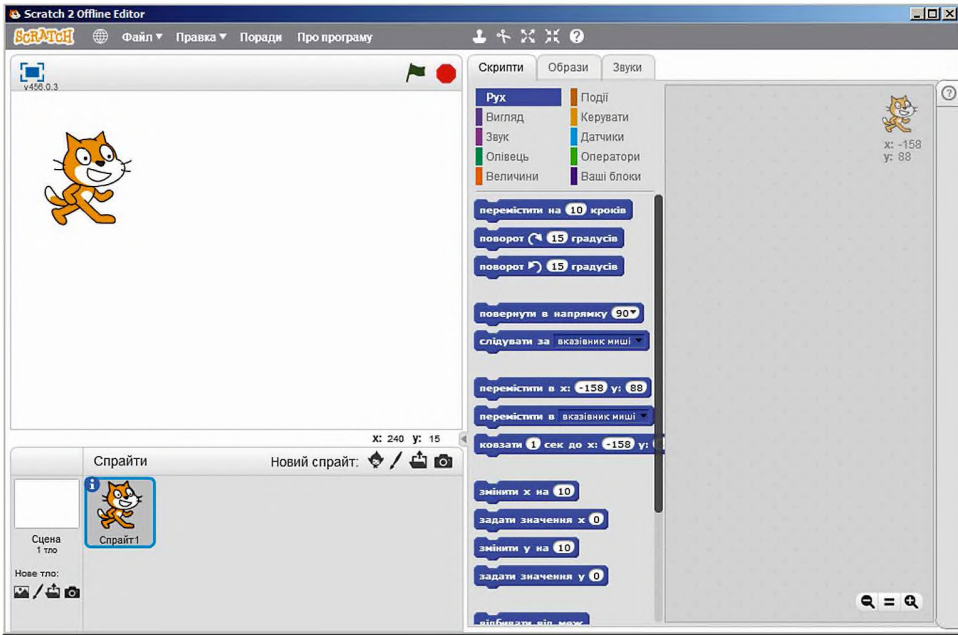 Scratch 2 Offline Editor
SCRATCH Файл Правка Поради Про програму
v456.0.3
Скрипти Образи Звуки
Рух Події
Вигляд Керувати
Звук Датчики
Олівець Оператори
Величини Ваші блоки
x: -158
y: 88
перемістити на 10 кроків
поворот 15 градусів
поворот 15 градусів
повернути в напрямку 90
слідувати за вказівник миші
перемістити в x: -158 y: 88
перемістити в вказівник миші
ковзати 1 сек до x: -158 y:
змінити x на 10
задати значення x 0
змінити y на 10
задати значення y 0
відбивати від меж
X: 240 y: 15
Спрайти Новий спрайт:
Спрайт1
Сцена
1 тло
Нове тло: